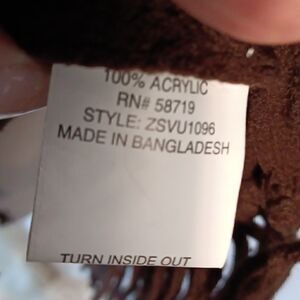 100% ACRYLIC
RN# 58719
STYLE: ZSVU1096
MADE IN BANGLADESH
TURN INSIDE OUT